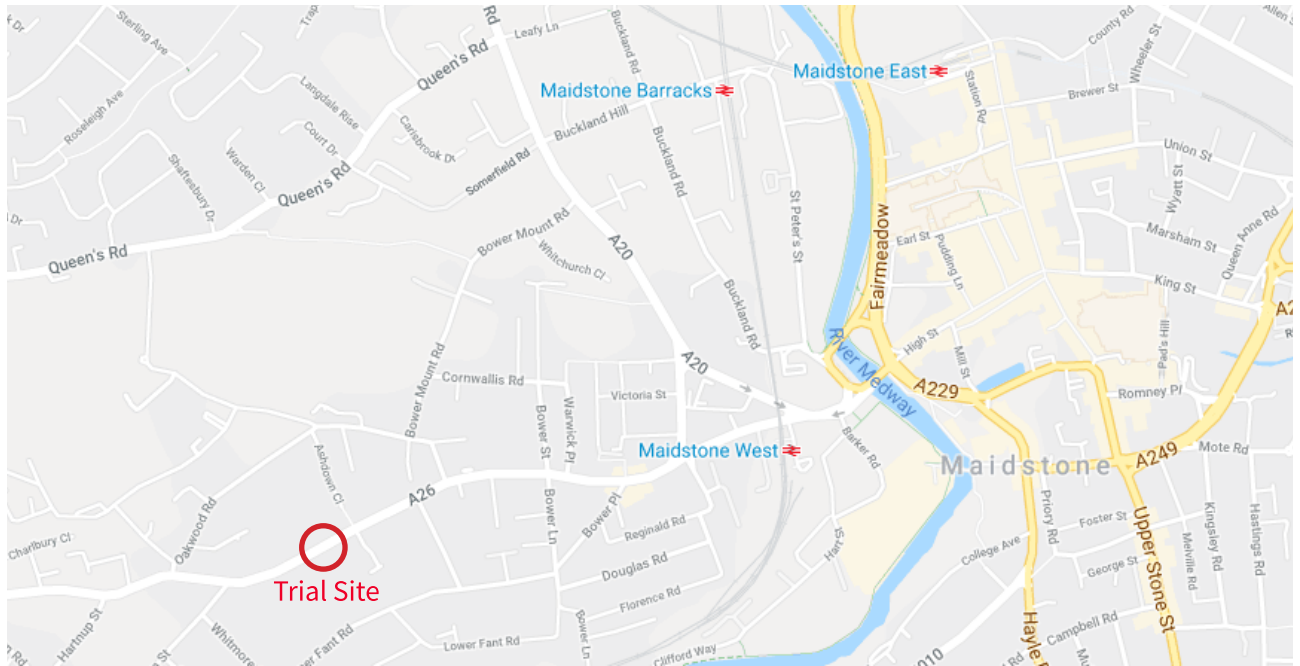 Sterling Ave
Queen's Rd
Rd
Leafy Ln
Buckland Rd
County Rd
Wheeler St
Maidstone East
Maidstone Barracks
Station Rd
Brewer St
Roseleigh Ave
Langdale Rise
Court Dr
Carisbrook Dr
Buckland Hill
Buckland Rd
Somerfield Rd
Union St
Wyatt St
Warden Cl
Shaftesbury Dr
Queen's Rd
Queen's Rd
St Peter's St
Fairmeadow
Earl St
Pudding Ln
Marsham St
Queen Anne Rd
King St
Bower Mount Rd
Whitchurch Cl
A20
Buckland Rd
River Medway
High St
Mill St
Pad's Hill
A20
A229
Romney Pl
Bower Mount Rd
Cornwallis Rd
Bower St
Warwick Pl
Victoria St
Maidstone West
Barker Rd
Maidstone
A249
Mote Rd
Ashdown Cl
A26
Oakwood Rd
Charlbury Cl
Trial Site
Bower Pl
Reginald Rd
Bower Ln
Douglas Rd
Florence Rd
Hart St
Priory Rd
College Ave
Foster St
George St
Upper Stone St
Melville Rd
Kingsley Rd
Hastings Rd
Campbell Rd
Hartnup St
Lower Fant Rd
Bower Ln
Clifford Way